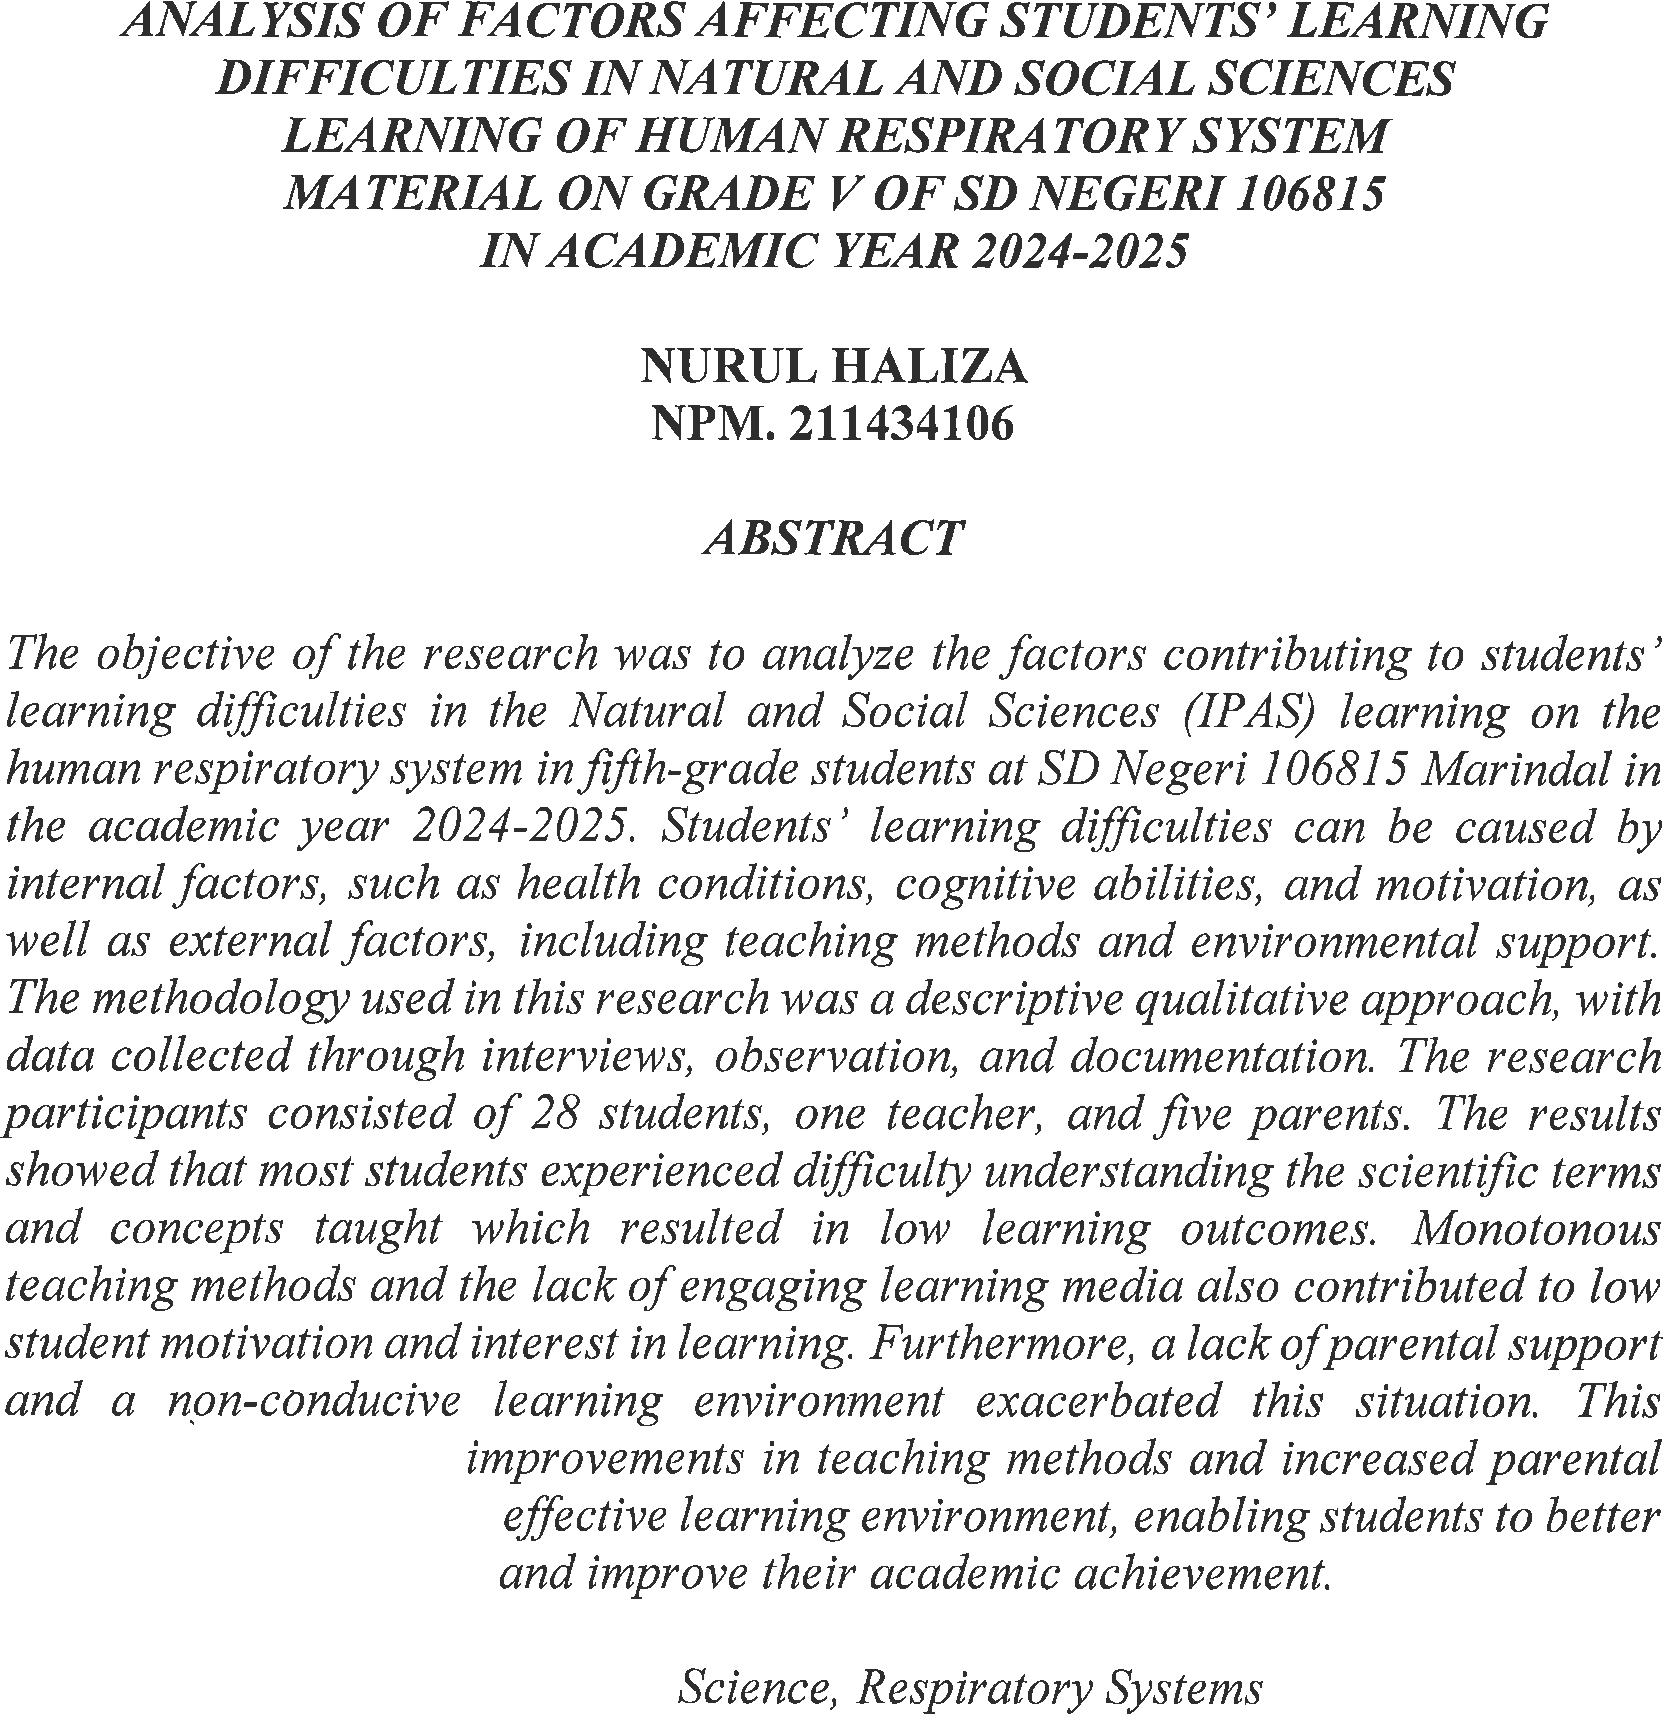 ANALYSIS OF FACTORS AFFECTING STUDENTS’ LEARNING
DIFFICULTIES IN NATURAL AND SOCIAL SCIENCES
LEARNING OF HUMAN RESPIRATORY SYSTEM
MATERIAL ON GRADE V OF SD NEGERI 106815
IN ACADEMIC YEAR 2024-2025
NURUL HALIZA
NPM. 211434106
ABSTRACT
The objective of the research was to analyze the factors contributing to students’
learning difficulties in the Natural and Social Sciences (IPAS) learning on the
human respiratory system in fifth-grade students at SD Negeri 106815 Marindal in
the academic year 2024-2025. Students’ learning difficulties can be caused by
internal factors, such as health conditions, cognitive abilities, and motivation, as
well as external factors, including teaching methods and environmental support.
The methodology used in this research was a descriptive qualitative approach, with
data collected through interviews, observation, and documentation. The research
participants consisted of 28 students, one teacher, and five parents. The results
showed that most students experienced difficulty understanding the scientific terms
and concepts taught which resulted in low learning outcomes. Monotonous
teaching methods and the lack of engaging learning media also contributed to low
student motivation and interest in learning. Furthermore, a lack of parental support
and a non-conducive learning environment exacerbated this situation. This
improvements in teaching methods and increased parental
effective learning environment, enabling students to better
and improve their academic achievement.
Science, Respiratory Systems